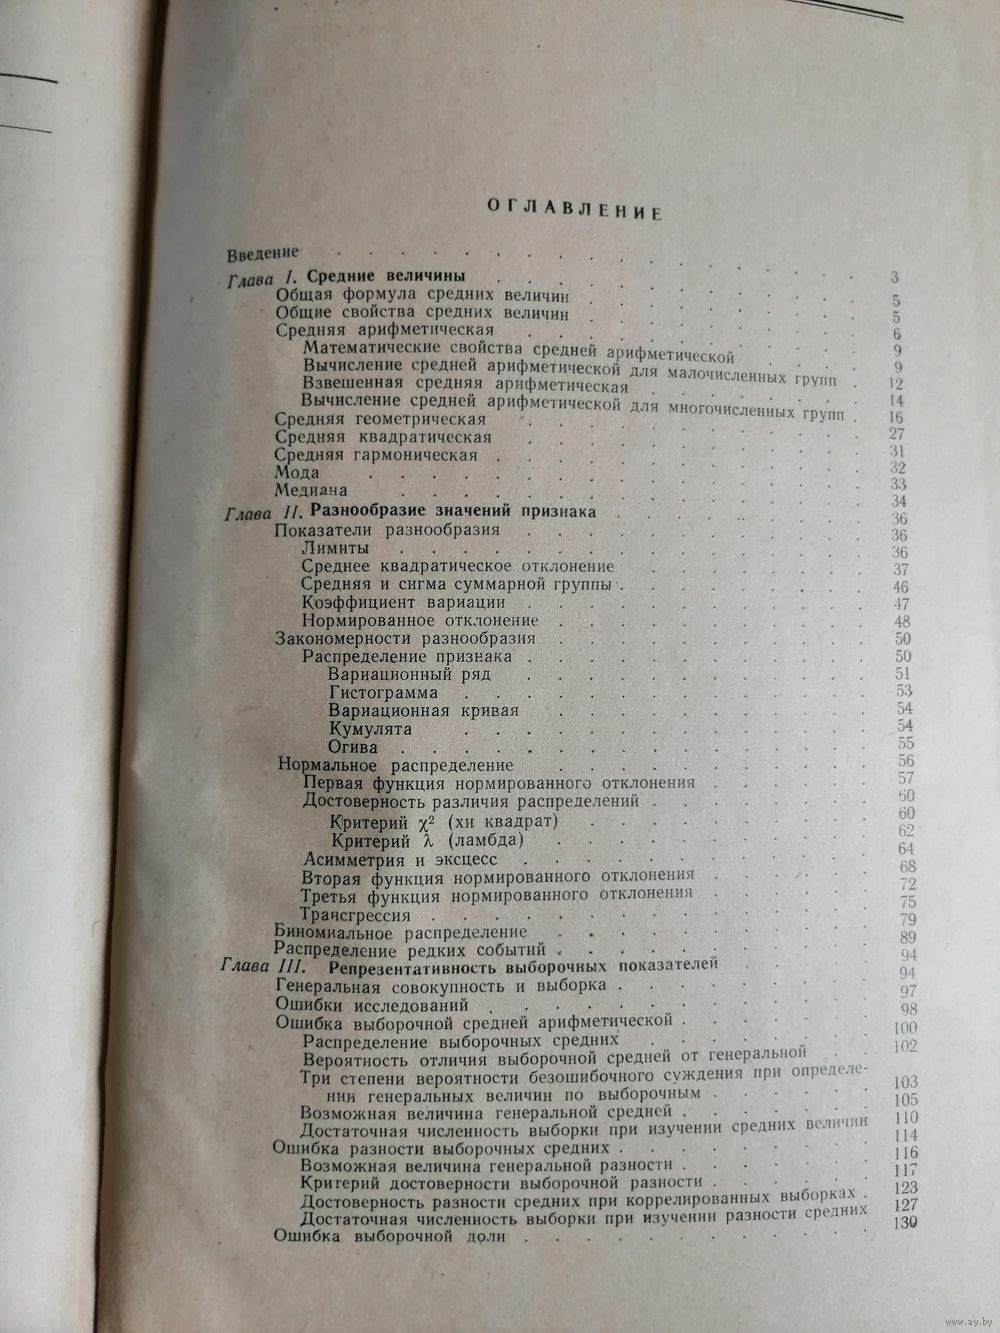 ОГЛАВЛЕНИЕ
Введение . . . . . . . . . . . . . . . . 3
Глава I. Средние величины . . . . . . . . . . . . 5
Общая формула средних величин . . . . . . . . . 5
Общие свойства средних величин . . . . . . . . . 6
Средняя арифметическая . . . . . . . . . . . 9
Математические свойства средней арифметической . . . . 9
Вычисление средней арифметической для малочисленных групп . 12
Взвешенная средняя арифметическая . . . . . . . 14
Вычисление средней арифметической для многочисленных групп . 16
Средняя геометрическая . . . . . . . . . . . 27
Средняя квадратическая . . . . . . . . . . . 31
Средняя гармоническая . . . . . . . . . . . . 32
Мода . . . . . . . . . . . . . . . . 33
Медиана . . . . . . . . . . . . . . . 34
Глава II. Разнообразие значений признака . . . . . . . . 36
Показатели разнообразия . . . . . . . . . . . 36
Лимиты . . . . . . . . . . . . . . . 36
Среднее квадратическое отклонение . . . . . . . 37
Средняя и сигма суммарной группы . . . . . . . . 46
Коэффициент вариации . . . . . . . . . . . 47
Нормированное отклонение . . . . . . . . . . 48
Закономерности разнообразия . . . . . . . . . . 50
Распределение признака . . . . . . . . . . . 50
Вариационный ряд . . . . . . . . . . . 51
Гистограмма . . . . . . . . . . . . . 53
Вариационная кривая . . . . . . . . . . 54
Кумулята . . . . . . . . . . . . . 54
Огива . . . . . . . . . . . . . . . 55
Нормальное распределение . . . . . . . . . . 56
Первая функция нормированного отклонения . . . . . 57
Достоверность различия распределений . . . . . . . 60
Критерий χ² (хи квадрат) . . . . . . . . . 60
Критерий λ (ламбда) . . . . . . . . . . 62
Асимметрия и эксцесс . . . . . . . . . . . 64
Вторая функция нормированного отклонения . . . . . 68
Третья функция нормированного отклонения . . . . . 72
Трансгрессия . . . . . . . . . . . . . . 75
Биномиальное распределение . . . . . . . . . . 79
Распределение редких событий . . . . . . . . . . 89
Глава III. Репрезентативность выборочных показателей . . . . 94
Генеральная совокупность и выборка . . . . . . . . 94
Ошибки исследований . . . . . . . . . . . . 97
Ошибка выборочной средней арифметической . . . . . . 98
Распределение выборочных средних . . . . . . . 100
Вероятность отличия выборочной средней от генеральной . . 102
Три степени вероятности безошибочного суждения при определе-
нии генеральных величин по выборочным . . . . . 103
Возможная величина генеральной средней . . . . . . 105
Достаточная численность выборки при изучении средних величин 110
Ошибка разности выборочных средних . . . . . . . . 114
Возможная величина генеральной разности . . . . . . 116
Критерий достоверности выборочной разности . . . . . 117
Достоверность разности средних при коррелированных выборках . 123
Достаточная численность выборки при изучении разности средних 127
Ошибка выборочной доли . . . . . . . . . . . 130
www.ay.by